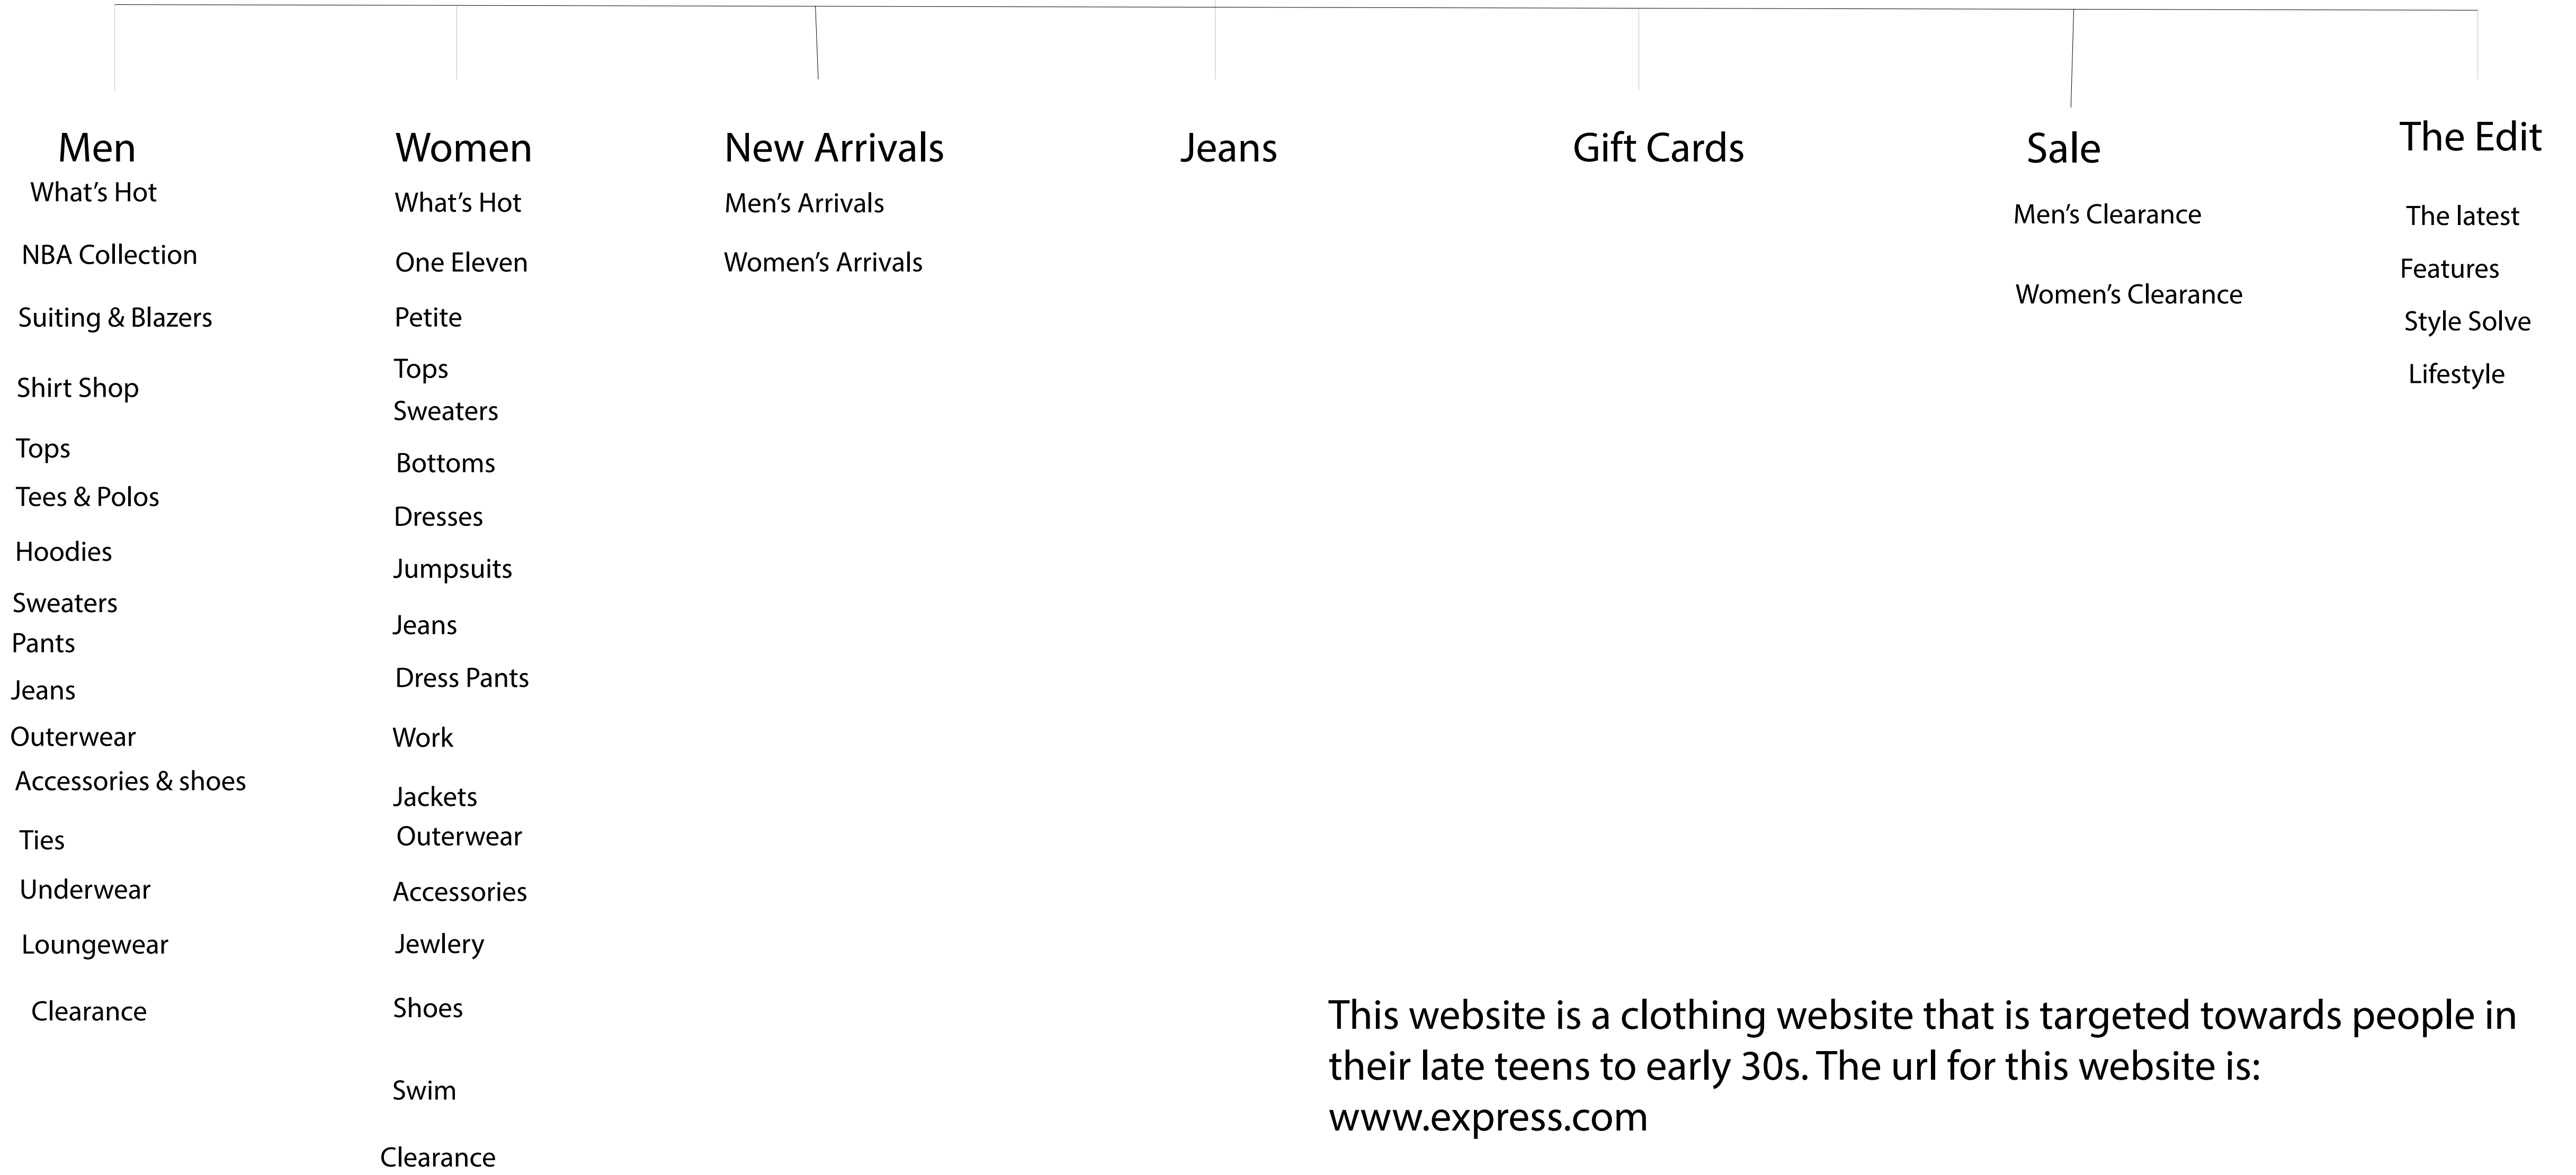 Men
What's Hot
NBA Collection
Suiting & Blazers
Shirt Shop
Tops
Tees & Polos
Hoodies
Sweaters
Pants
Jeans
Outerwear
Accessories & shoes
Ties
Underwear
Loungewear
Clearance
Women
What's Hot
One Eleven
Petite
Tops
Sweaters
Bottoms
Dresses
Jumpsuits
Jeans
Dress Pants
Work
Jackets
Outerwear
Accessories
Jewlery
Shoes
Swim
Clearance
New Arrivals
Men's Arrivals
Women's Arrivals
Jeans
Gift Cards
Sale
Men's Clearance
Women's Clearance
The Edit
The latest
Features
Style Solve
Lifestyle
This website is a clothing website that is targeted towards people in
their late teens to early 30s. The url for this website is:
www.express.com